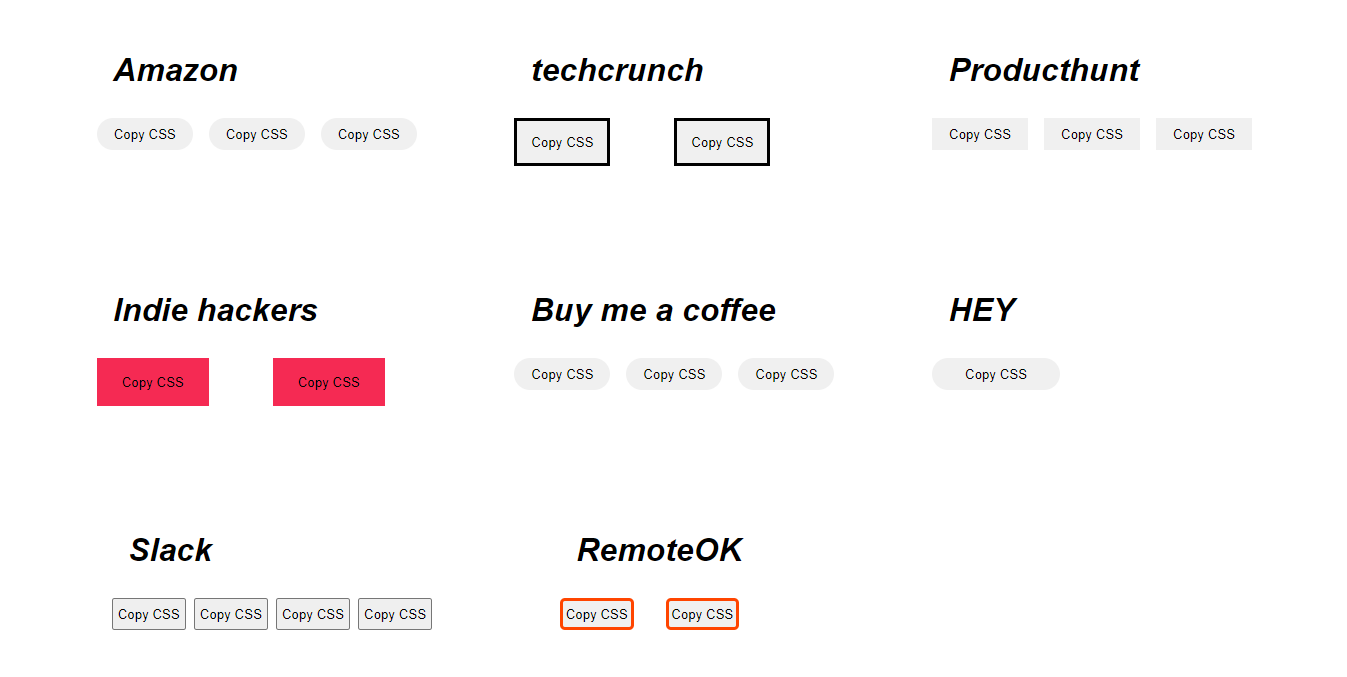 Amazon
Copy CSS Copy CSS Copy CSS
techcrunch
Copy CSS Copy CSS
Producthunt
Copy CSS Copy CSS Copy CSS
Indie hackers
Copy CSS Copy CSS
Buy me a coffee
Copy CSS Copy CSS Copy CSS
HEY
Copy CSS
Slack
Copy CSS Copy CSS Copy CSS Copy CSS
RemoteOK
Copy CSS Copy CSS